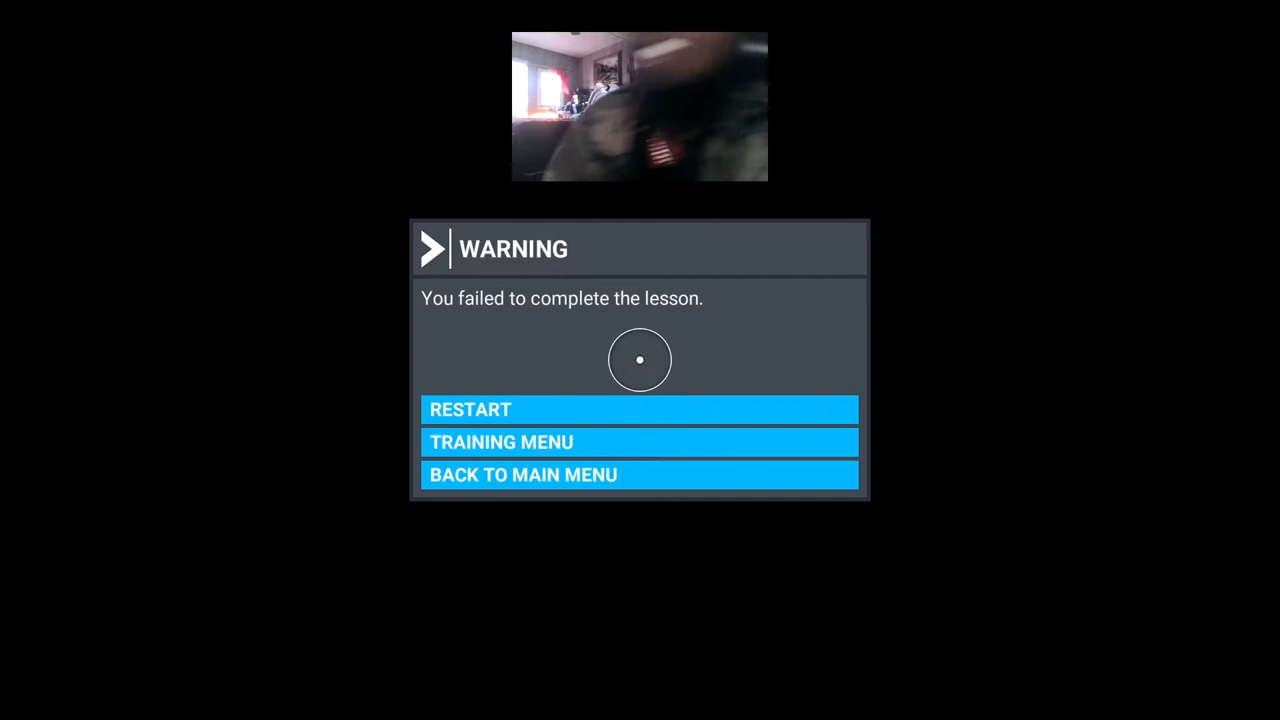 WARNING
You failed to complete the lesson.
RESTART
TRAINING MENU
BACK TO MAIN MENU